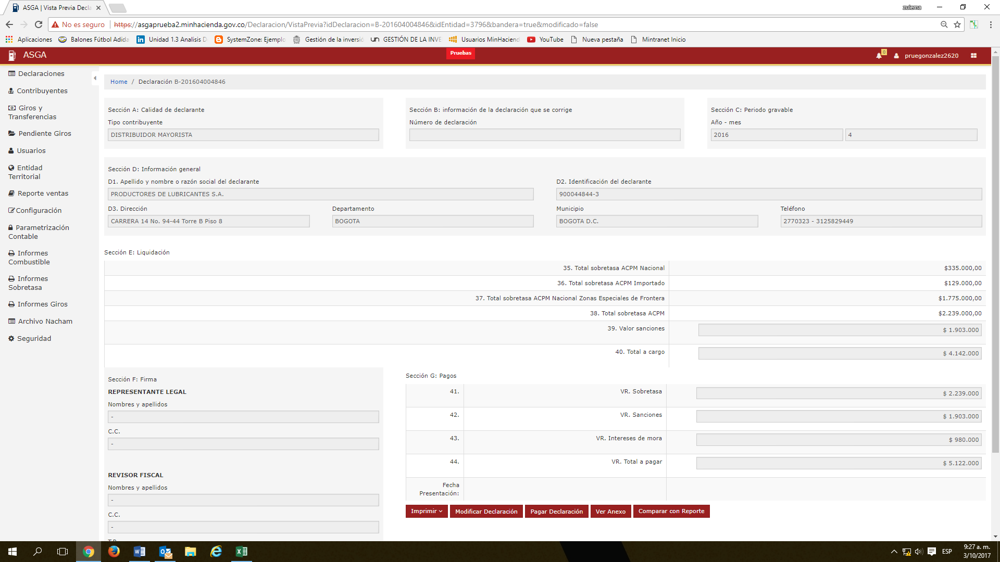 ASGA | Vista Previa Decla
zulema
No es seguro
https://asgaprueba2.minhacienda.gov.co/Declaracion/VistaPrevia?idDeclaracion=B-201604004846&idEntidad=3796&bandera=true&modificado=false
Aplicaciones
Balones Fútbol Adida
Unidad 1.3 Analisis D
SystemZone: Ejemplo
Gestión de la inversió
GESTIÓN DE LA INVE
Usuarios MinHaciend
YouTube
Nueva pestaña
Mintranet Inicio
ASGA
Pruebas
0
pruegonzalez2620
Declaraciones
Contribuyentes
Giros y
Transferencias
Pendiente Giros
Usuarios
Entidad
Territorial
Reporte ventas
Configuración
Parametrización
Contable
Informes
Combustible
Informes
Sobretasa
Informes Giros
Archivo Nacham
Seguridad
Home / Declaración B-201604004846
Sección A: Calidad de declarante
Tipo contribuyente
DISTRIBUIDOR MAYORISTA
Sección B: información de la declaración que se corrige
Número de declaración
Sección C: Periodo gravable
Año - mes
2016
4
Sección D: Información general
D1. Apellido y nombre o razón social del declarante
PRODUCTORES DE LUBRICANTES S.A.
D2. Identificación del declarante
900044844-3
D3. Dirección
CARRERA 14 No. 94-44 Torre B Piso 8
Departamento
BOGOTA
Municipio
BOGOTA D.C.
Teléfono
2770323 - 3125829449
Sección E: Liquidación
35. Total sobretasa ACPM Nacional $335.000,00
36. Total sobretasa ACPM Importado $129.000,00
37. Total sobretasa ACPM Nacional Zonas Especiales de Frontera $1.775.000,00
38. Total sobretasa ACPM $2.239.000,00
39. Valor sanciones $ 1.903.000
40. Total a cargo $ 4.142.000
Sección F: Firma
REPRESENTANTE LEGAL
Nombres y apellidos
-
C.C.
-
REVISOR FISCAL
Nombres y apellidos
-
C.C.
-
Sección G: Pagos
41. VR. Sobretasa $ 2.239.000
42. VR. Sanciones $ 1.903.000
43. VR. Intereses de mora $ 980.000
44. VR. Total a pagar $ 5.122.000
Fecha
Presentación:
Imprimir
Modificar Declaración
Pagar Declaración
Ver Anexo
Comparar con Reporte
ESP
9:27 a. m.
3/10/2017